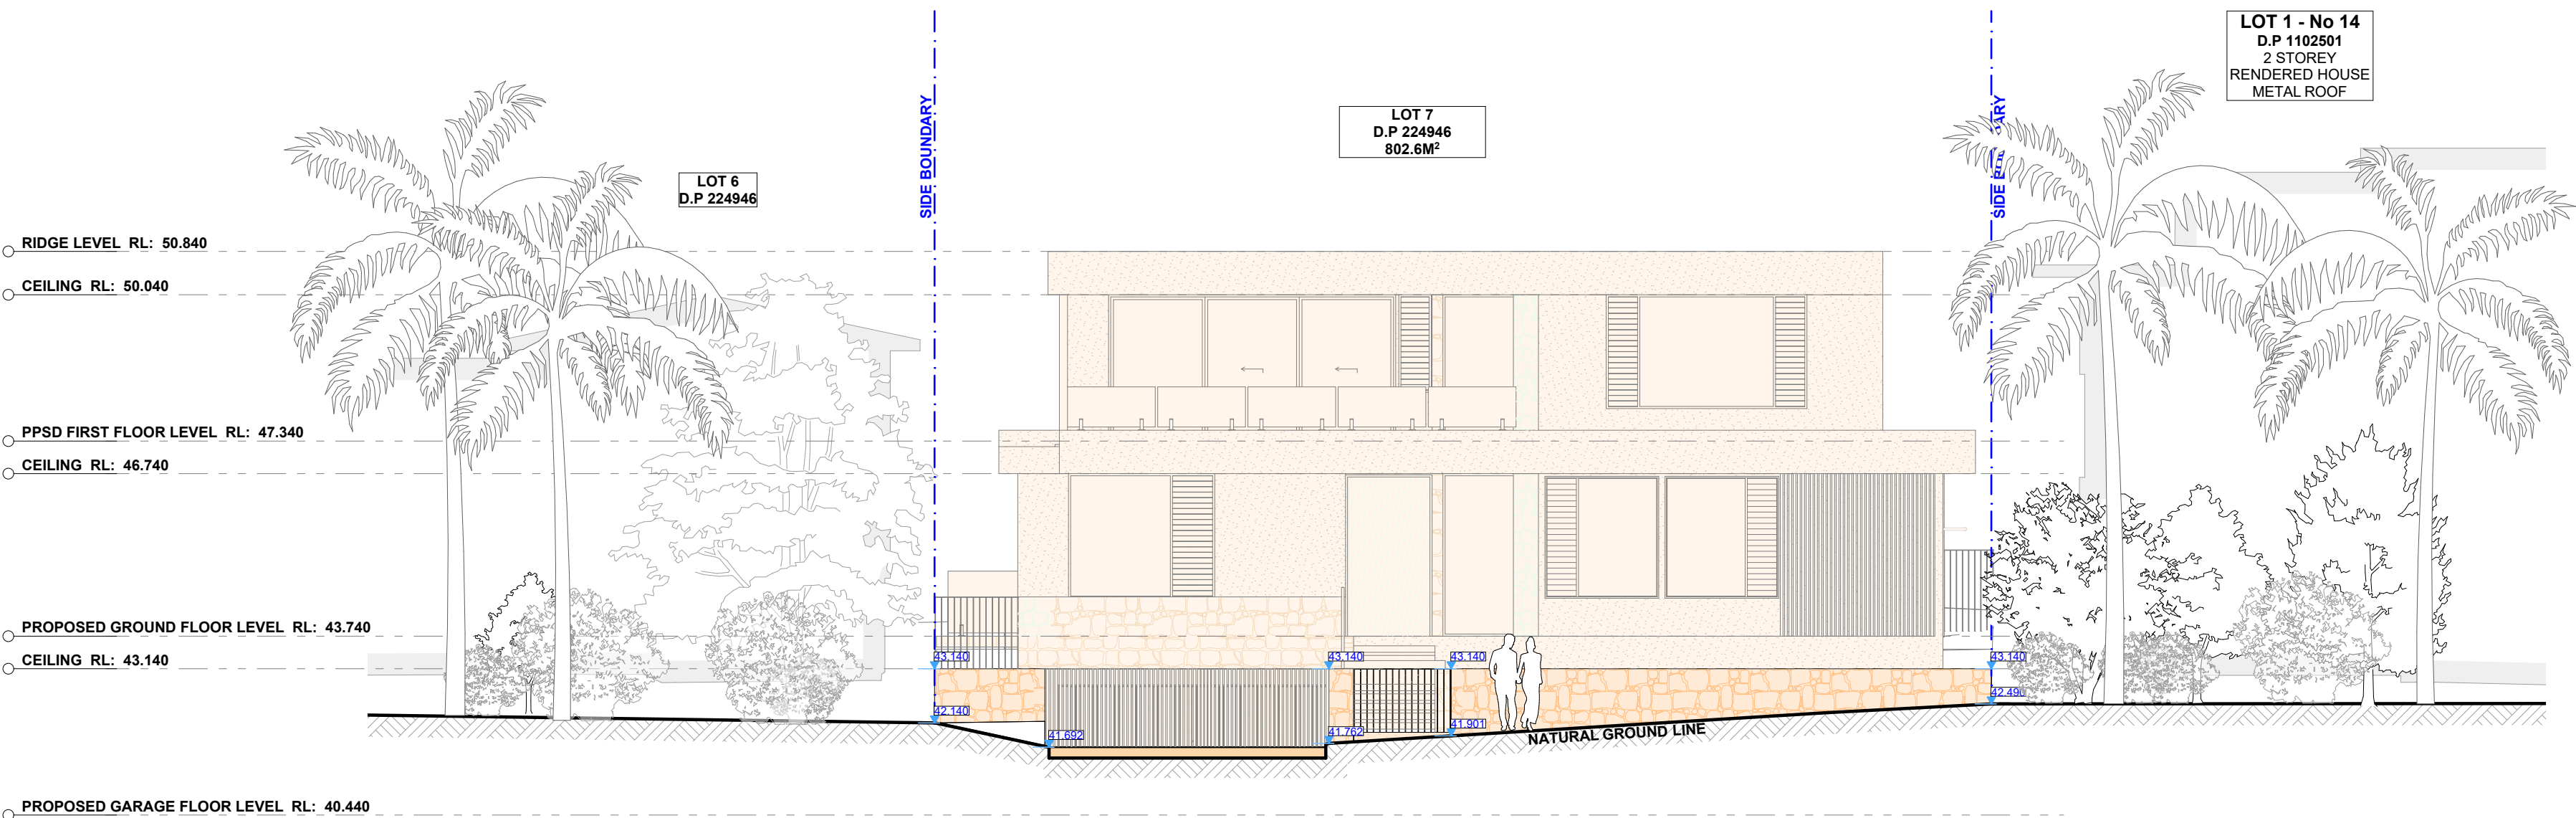 LOT 1 - No 14
D.P 1102501
2 STOREY
RENDERED HOUSE
METAL ROOF
SIDE BOUNDARY
LOT 7
D.P 224946
802.6M²
SIDE
LOT 6
D.P 224946
RIDGE LEVEL RL: 50.840
CEILING RL: 50.040
PPSD FIRST FLOOR LEVEL RL: 47.340
CEILING RL: 46.740
PROPOSED GROUND FLOOR LEVEL RL: 43.740
CEILING RL: 43.140
43.140
43.140
43.140
43.140
42.140
41.692
41.762
41.901
NATURAL GROUND LINE
PROPOSED GARAGE FLOOR LEVEL RL: 40.440